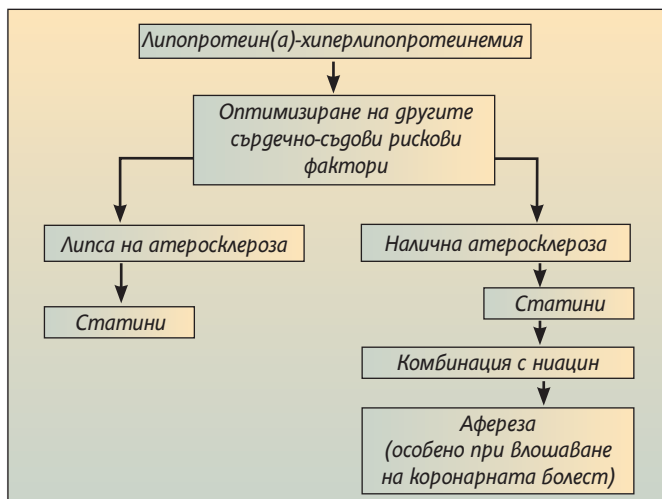 Липопротеин(а)-хиперлипопротеинемия
Оптимизиране на другите
сърдечно-съдови рискови
фактори
Липса на атеросклероза
Статини
Налична атеросклероза
Статини
Комбинация с ниацин
Афереза
(особено при влошаване
на коронарната болест)